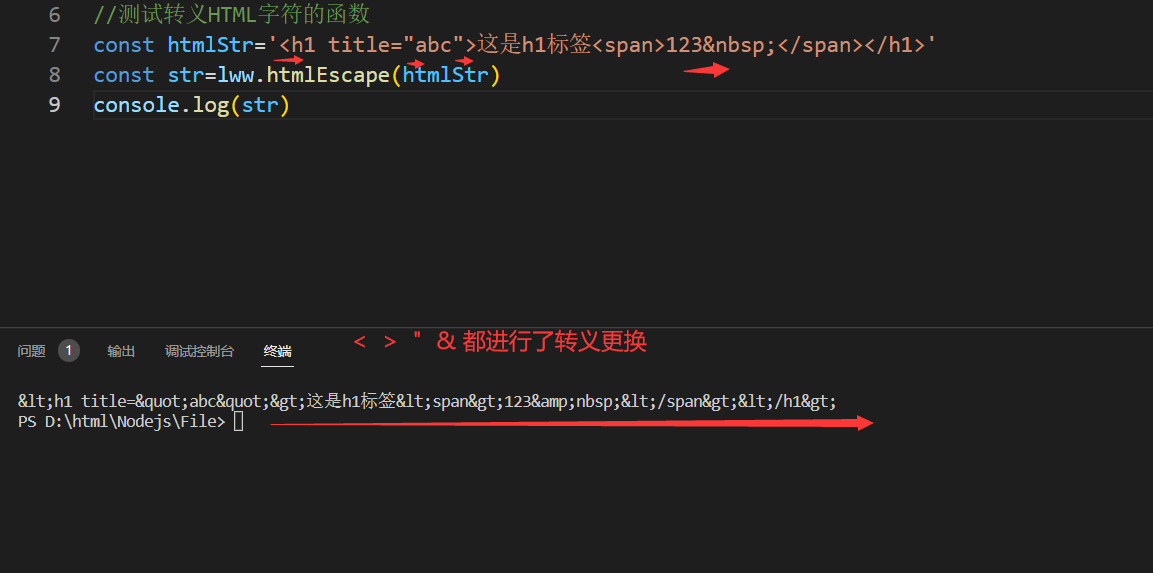 6 //测试转义HTML字符的函数
7 const htmlStr='<h1 title="abc">这是h1标签<span>123&nbsp;</span></h1>'
8 const str=lww.htmlEscape(htmlStr)
9 console.log(str)
< > " & 都进行了转义更换
问题 1 输出 调试控制台 终端
&lt;h1 title=&quot;abc&quot;&gt;这是h1标签&lt;span&gt;123&amp;nbsp;&lt;/span&gt;&lt;/h1&gt;
PS D:\html\Nodejs\File>